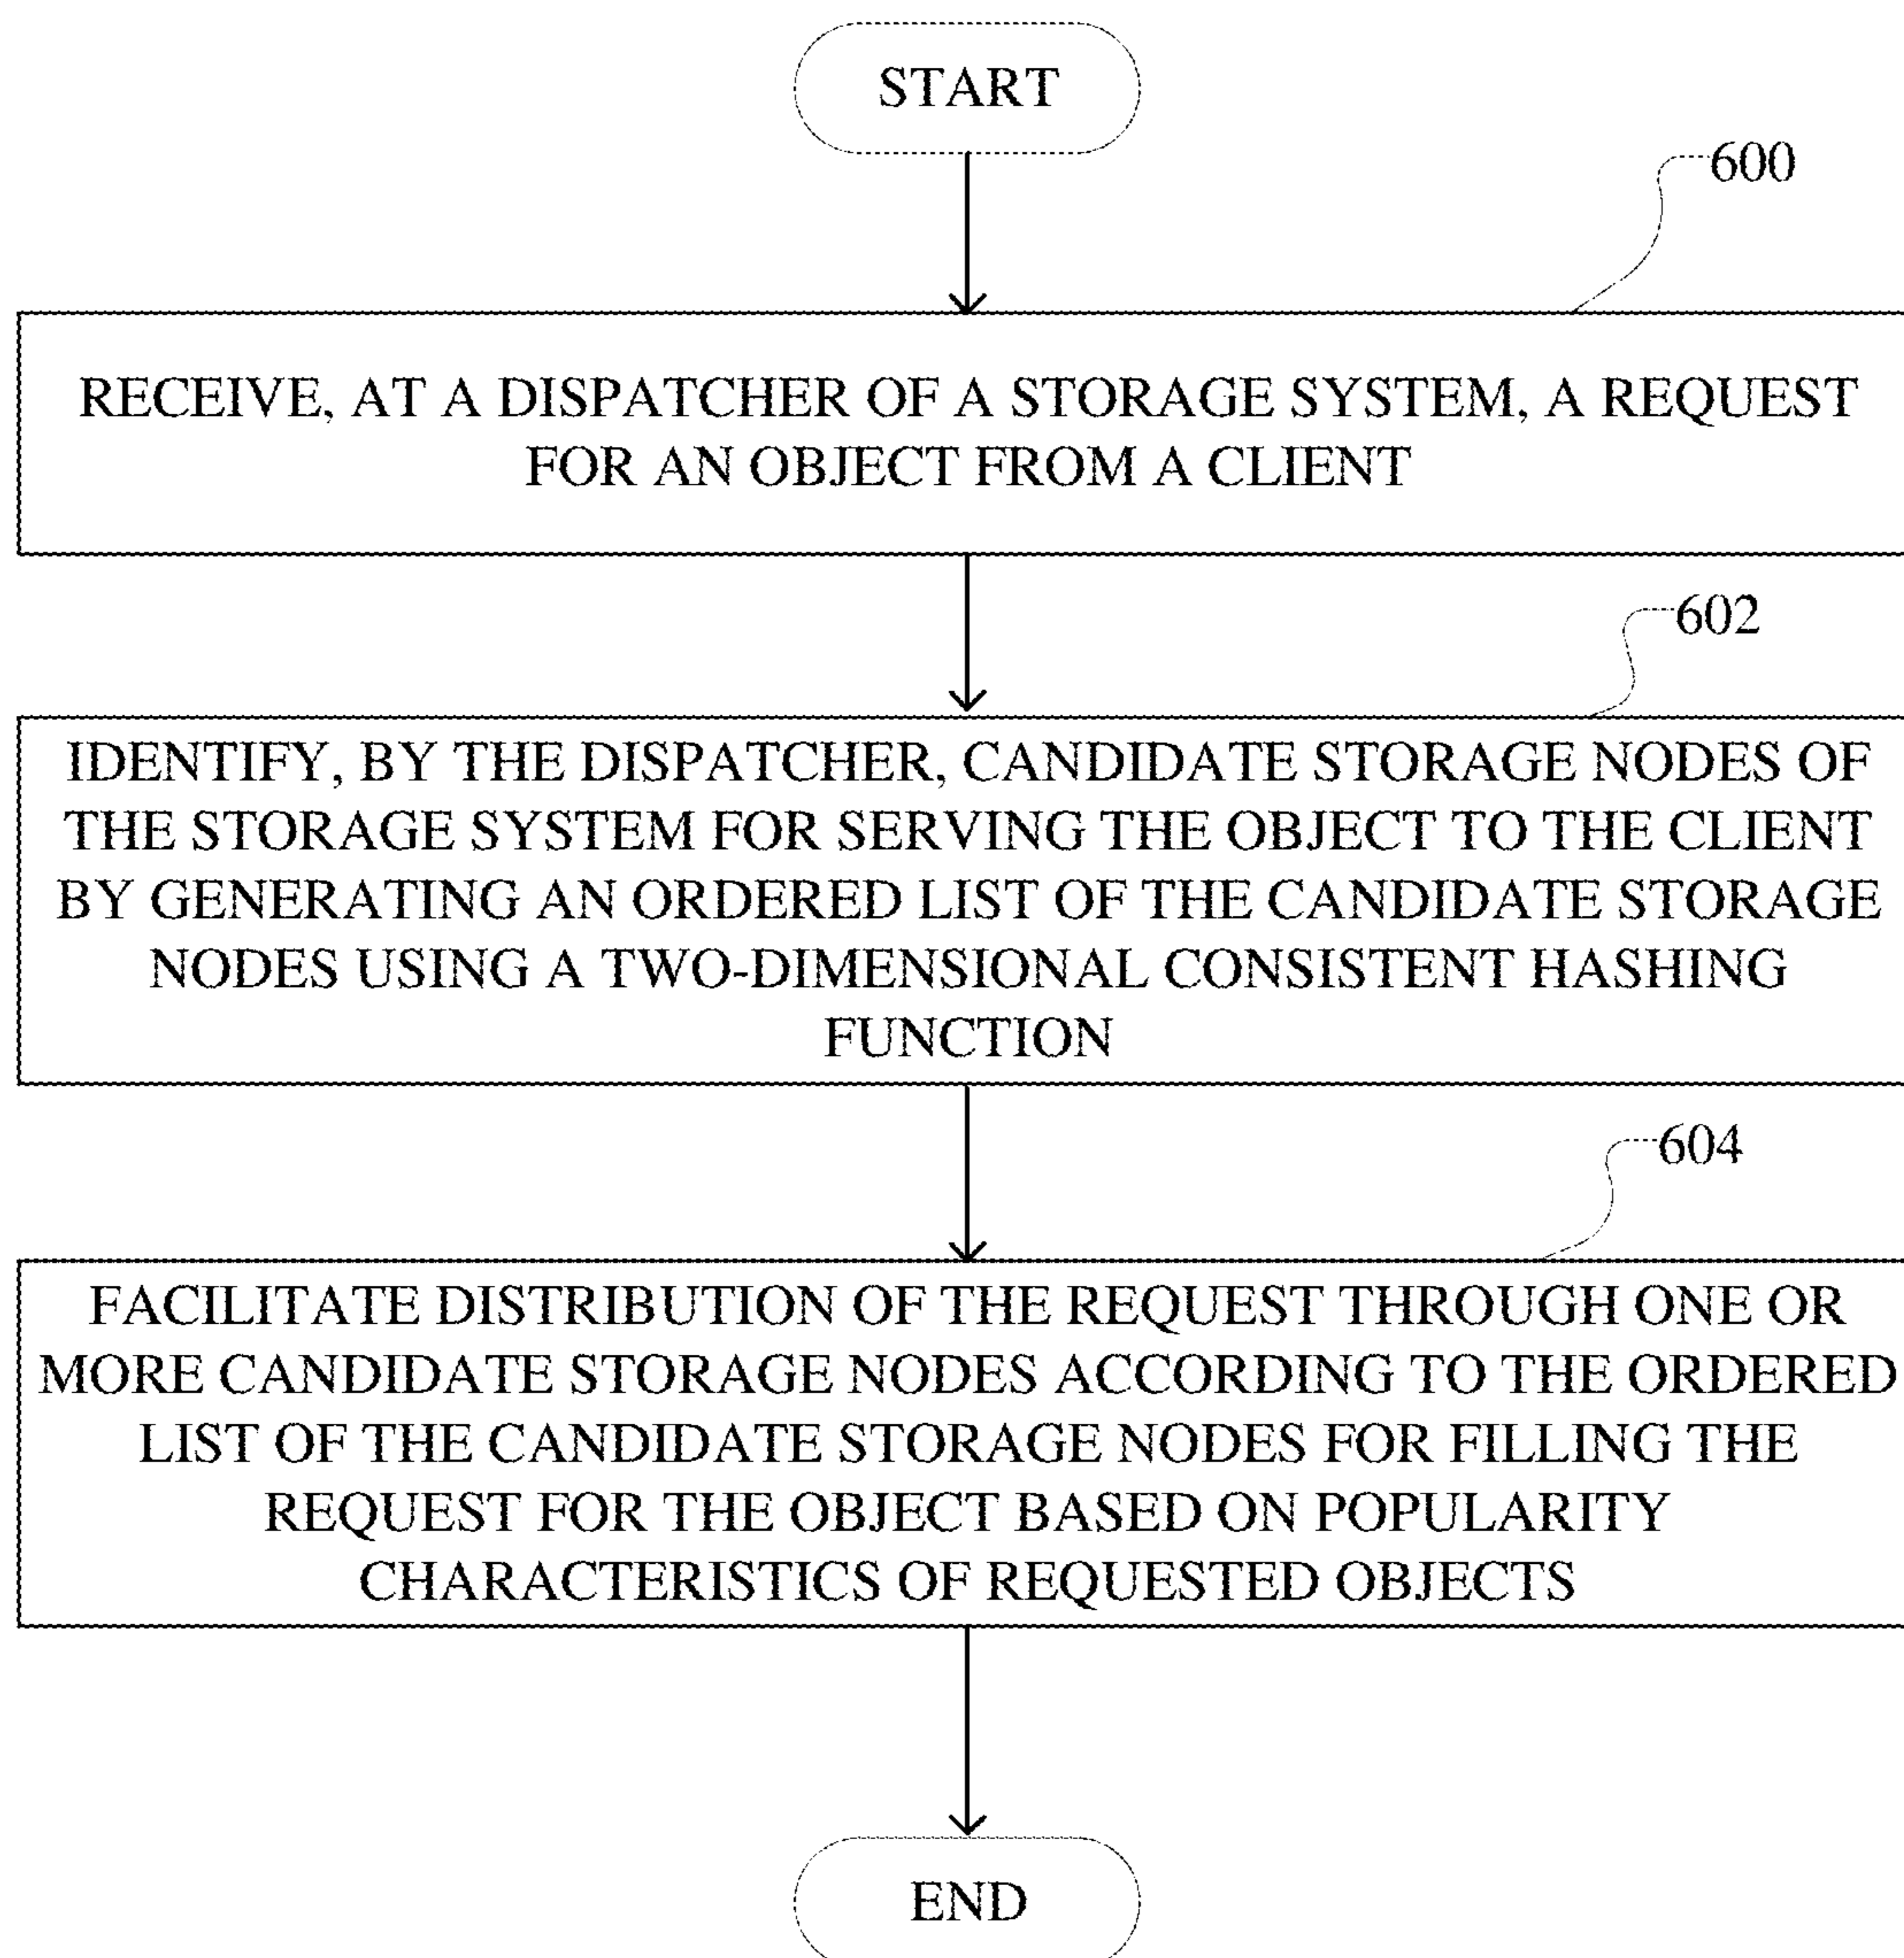 START
600
RECEIVE, AT A DISPATCHER OF A STORAGE SYSTEM, A REQUEST
FOR AN OBJECT FROM A CLIENT
602
IDENTIFY, BY THE DISPATCHER, CANDIDATE STORAGE NODES OF
THE STORAGE SYSTEM FOR SERVING THE OBJECT TO THE CLIENT
BY GENERATING AN ORDERED LIST OF THE CANDIDATE STORAGE
NODES USING A TWO-DIMENSIONAL CONSISTENT HASHING
FUNCTION
604
FACILITATE DISTRIBUTION OF THE REQUEST THROUGH ONE OR
MORE CANDIDATE STORAGE NODES ACCORDING TO THE ORDERED
LIST OF THE CANDIDATE STORAGE NODES FOR FILLING THE
REQUEST FOR THE OBJECT BASED ON POPULARITY
CHARACTERISTICS OF REQUESTED OBJECTS
END